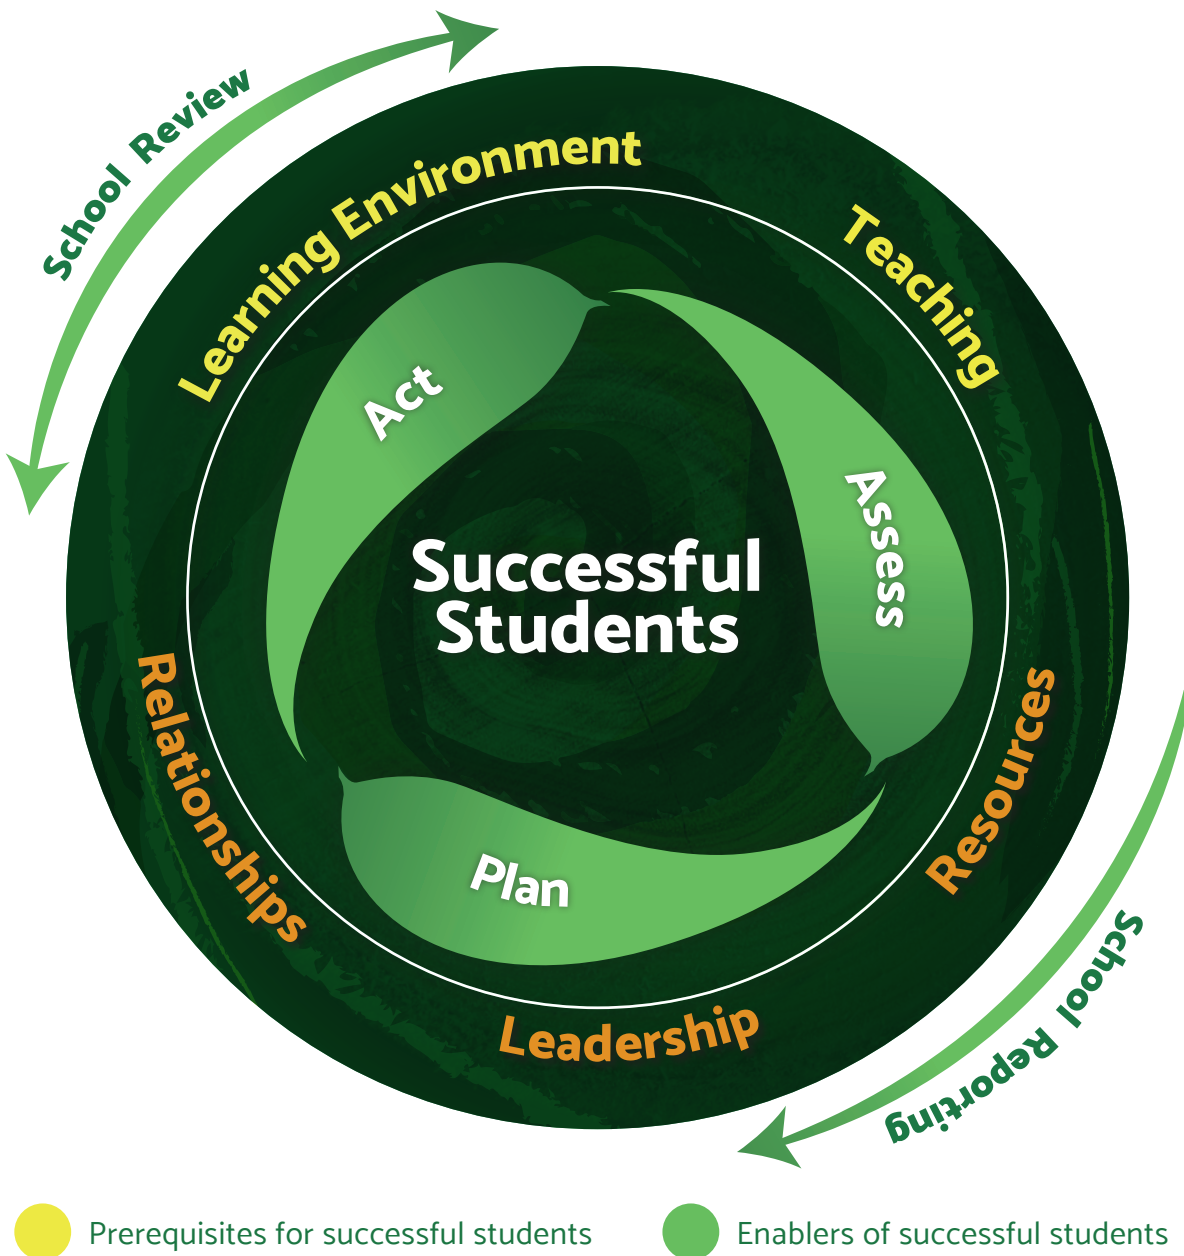 School Review
Learning Environment
Teaching
Act
Assess
Successful
Students
Relationships
Resources
Plan
Leadership
School Reporting
Prerequisites for successful students
Enablers of successful students